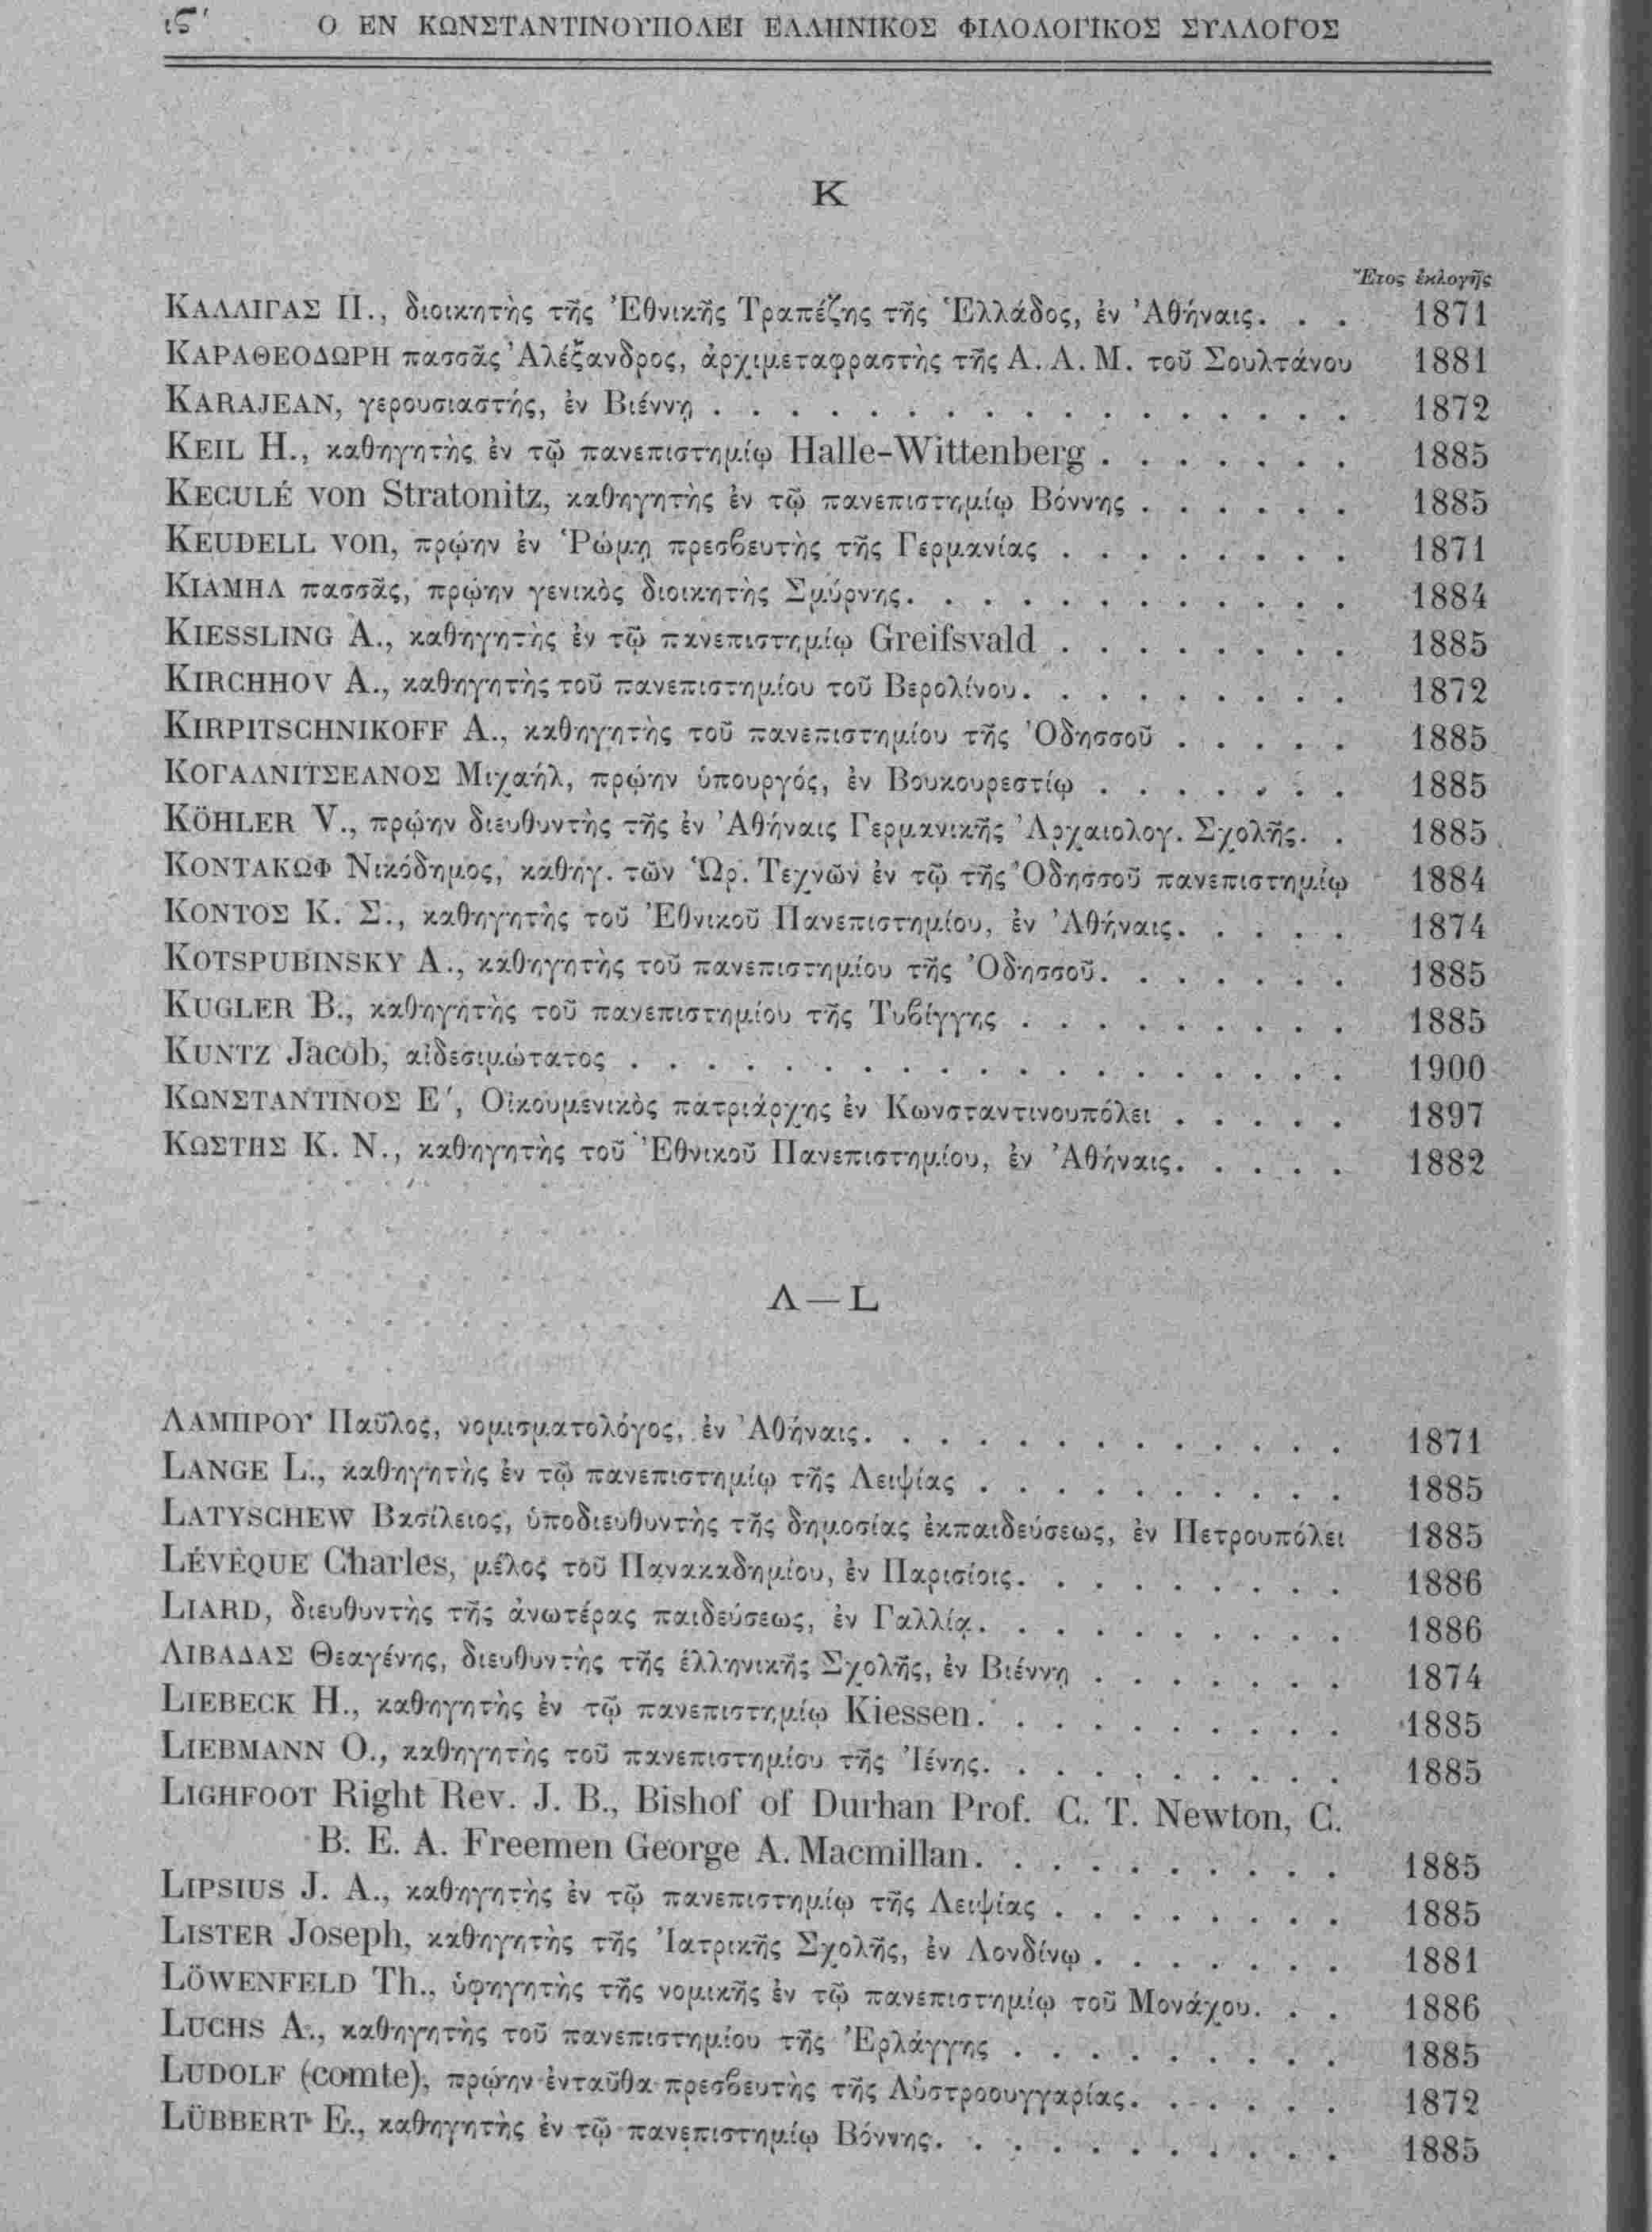 ιϚ΄ Ο ΕΝ ΚΩΝΣΤΑΝΤΙΝΟΥΠΟΛΕΙ ΕΛΛΗΝΙΚΟΣ ΦΙΛΟΛΟΓΙΚΟΣ ΣΥΛΛΟΓΟΣ
Κ
Ἔτος ἐκλογῆς
ΚΑΛΛΙΓΑΣ Π., διοικητὴς τῆς Ἐθνικῆς Τραπέζης τῆς Ἑλλάδος, ἐν Ἀθήναις. . . 1871
ΚΑΡΑΘΕΟΔΩΡΗ πασσᾶς Ἀλέξανδρος, ἀρχιμεταφραστὴς τῆς Α. Α. Μ. τοῦ Σουλτάνου 1881
KARAJEAN, γερουσιαστής, ἐν Βιέννῃ . . . . . . . . . . . . . . . . . 1872
KEIL H., καθηγητὴς ἐν τῷ πανεπιστημίῳ Halle-Wittenberg . . . . . . . 1885
KECULÉ von Stratonitz, καθηγητὴς ἐν τῷ πανεπιστημίῳ Βόννης . . . . . . 1885
KEUDELL von, πρῴην ἐν Ῥώμῃ πρεσβευτὴς τῆς Γερμανίας . . . . . . . . 1871
ΚΙΑΜΗΛ πασσᾶς, πρῴην γενικὸς διοικητὴς Σμύρνης. . . . . . . . . . . . 1884
KIESSLING A., καθηγητὴς ἐν τῷ πανεπιστημίῳ Greifsvald . . . . . . . . 1885
KIRCHHOV A., καθηγητὴς τοῦ πανεπιστημίου τοῦ Βερολίνου. . . . . . . . . 1872
KIRPITSCHNIKOFF A., καθηγητὴς τοῦ πανεπιστημίου τῆς Ὀδησσοῦ . . . . . 1885
ΚΟΓΑΛΝΙΤΣΕΑΝΟΣ Μιχαήλ, πρῴην ὑπουργός, ἐν Βουκουρεστίῳ . . . . . . . 1885
KÖHLER V., πρῴην διευθυντὴς τῆς ἐν Ἀθήναις Γερμανικῆς Ἀρχαιολογ. Σχολῆς. . 1885
ΚΟΝΤΑΚΩΦ Νικόδημος, καθηγ. τῶν Ὡρ. Τεχνῶν ἐν τῷ τῆς Ὀδησσοῦ πανεπιστημίῳ 1884
ΚΟΝΤΟΣ Κ. Σ., καθηγητὴς τοῦ Ἐθνικοῦ Πανεπιστημίου, ἐν Ἀθήναις. . . . . 1874
KOTSPUBINSKY A., καθηγητὴς τοῦ πανεπιστημίου τῆς Ὀδησσοῦ. . . . . . . 1885
KUGLER B., καθηγητὴς τοῦ πανεπιστημίου τῆς Τυβίγγης . . . . . . . . . 1885
KUNTZ Jacob, αἰδεσιμώτατος . . . . . . . . . . . . . . . . . . . 1900
ΚΩΝΣΤΑΝΤΙΝΟΣ Ε΄, Οἰκουμενικὸς πατριάρχης ἐν Κωνσταντινουπόλει . . . . . 1897
ΚΩΣΤΗΣ Κ. Ν., καθηγητὴς τοῦ Ἐθνικοῦ Πανεπιστημίου, ἐν Ἀθήναις. . . . . 1882
Λ—L
ΛΑΜΠΡΟΥ Παῦλος, νομισματολόγος, ἐν Ἀθήναις. . . . . . . . . . . . . 1871
LANGE L., καθηγητὴς ἐν τῷ πανεπιστημίῳ τῆς Λειψίας . . . . . . . . . . 1885
LATYSCHEW Βασίλειος, ὑποδιευθυντὴς τῆς δημοσίας ἐκπαιδεύσεως, ἐν Πετρουπόλει 1885
LÉVÈQUE Charles, μέλος τοῦ Πανακαδημίου, ἐν Παρισίοις. . . . . . . . . 1886
LIARD, διευθυντὴς τῆς ἀνωτέρας παιδεύσεως, ἐν Γαλλίᾳ. . . . . . . . . . 1886
ΛΙΒΑΔΑΣ Θεαγένης, διευθυντὴς τῆς ἑλληνικῆς Σχολῆς, ἐν Βιέννῃ . . . . . . . 1874
LIEBECK H., καθηγητὴς ἐν τῷ πανεπιστημίῳ Kiessen. . . . . . . . . . 1885
LIEBMANN O., καθηγητὴς τοῦ πανεπιστημίου τῆς Ἰένης. . . . . . . . . . 1885
LIGHFOOT Right Rev. J. B., Bishof of Durhan Prof. C. T. Newton, C.
B. E. A. Freemen George A. Macmillan. . . . . . . . . . 1885
LIPSIUS J. A., καθηγητὴς ἐν τῷ πανεπιστημίῳ τῆς Λειψίας . . . . . . . . 1885
LISTER Joseph, καθηγητὴς τῆς Ἰατρικῆς Σχολῆς, ἐν Λονδίνῳ . . . . . . . 1881
LÖWENFELD Th., ὑφηγητὴς τῆς νομικῆς ἐν τῷ πανεπιστημίῳ τοῦ Μονάχου. . . 1886
LUCHS A., καθηγητὴς τοῦ πανεπιστημίου τῆς Ἐρλάγγης . . . . . . . . . 1885
LUDOLF (comte), πρῴην ἐνταῦθα πρεσβευτὴς τῆς Αὐστροουγγαρίας. . . . . . 1872
LÜBBERT E., καθηγητὴς ἐν τῷ πανεπιστημίῳ Βόννης. . . . . . . . . . . 1885